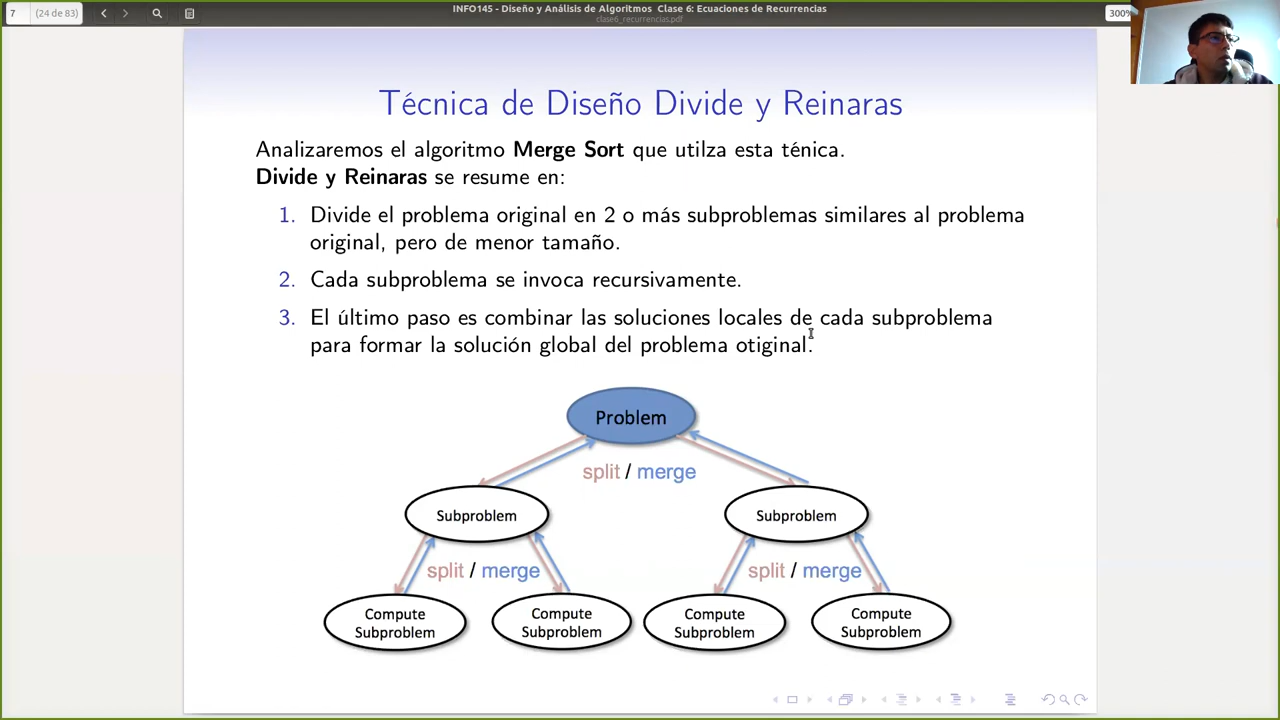 7
(24 de 83)
INFO145 - Diseño y Análisis de Algoritmos Clase 6: Ecuaciones de Recurrencias
clase6_recurrencias.pdf
300%
Técnica de Diseño Divide y Reinaras
Analizaremos el algoritmo Merge Sort que utilza esta ténica.
Divide y Reinaras se resume en:
1. Divide el problema original en 2 o más subproblemas similares al problema
original, pero de menor tamaño.
2. Cada subproblema se invoca recursivamente.
3. El último paso es combinar las soluciones locales de cada subproblema
para formar la solución global del problema otiginal.
Problem
split / merge
Subproblem
Subproblem
split / merge
split / merge
Compute
Subproblem
Compute
Subproblem
Compute
Subproblem
Compute
Subproblem